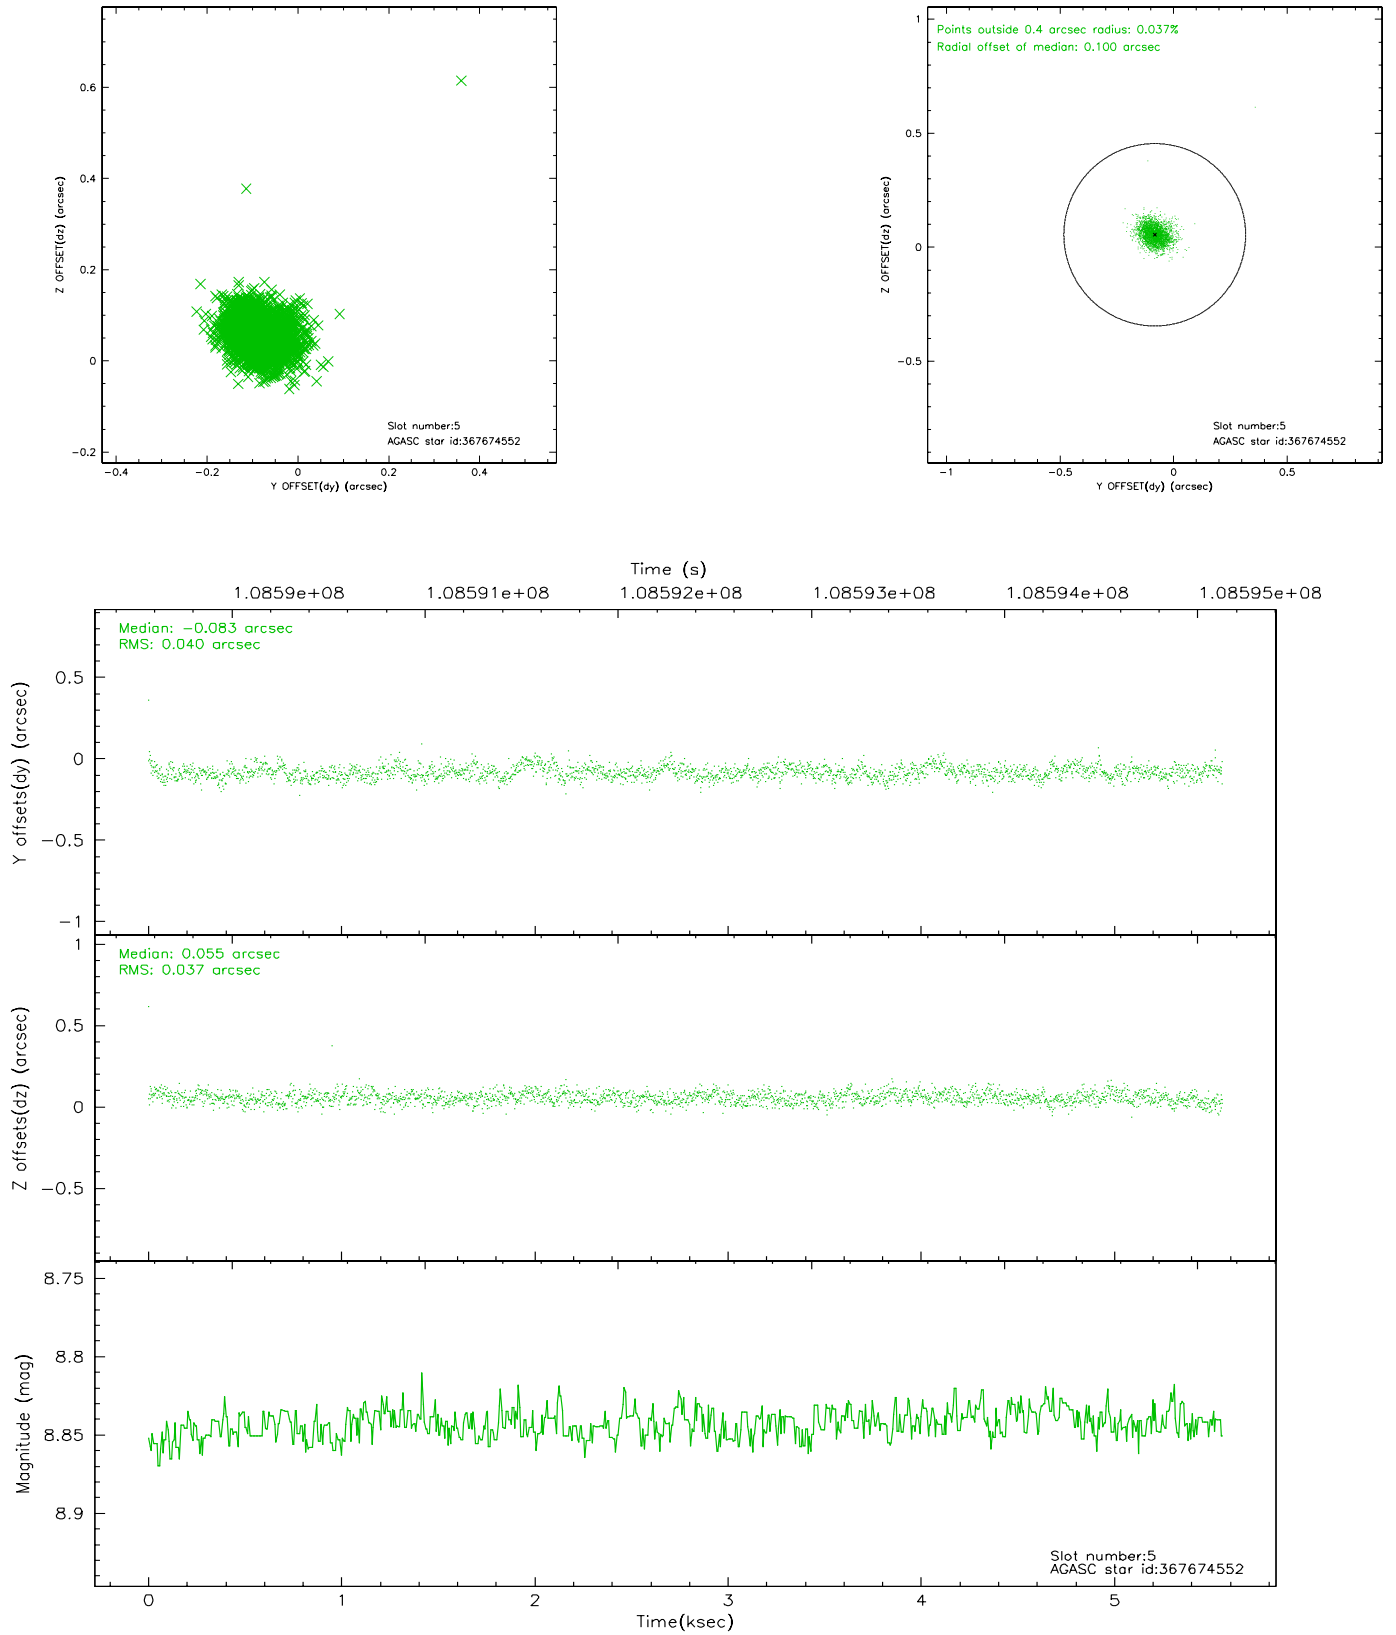 0.6
0.4
0.2
0
−0.2
Z OFFSET(dz) (arcsec)
Slot number:5
AGASC star id:367674552
−0.4
−0.2
0
0.2
0.4
Y OFFSET(dy) (arcsec)
Points outside 0.4 arcsec radius: 0.037%
Radial offset of median: 0.100 arcsec
1
0.5
0
−0.5
Z OFFSET(dz) (arcsec)
Slot number:5
AGASC star id:367674552
−1
−0.5
0
0.5
Y OFFSET(dy) (arcsec)
Time (s)
1.0859e+08 1.08591e+08 1.08592e+08 1.08593e+08 1.08594e+08 1.08595e+08
Median: −0.083 arcsec
RMS: 0.040 arcsec
0.5
0
−0.5
−1
Y offsets(dy) (arcsec)
Median: 0.055 arcsec
RMS: 0.037 arcsec
1
0.5
0
−0.5
Z offsets(dz) (arcsec)
8.75
8.8
8.85
8.9
Magnitude (mag)
Slot number:5
AGASC star id:367674552
0 1 2 3 4 5
Time(ksec)